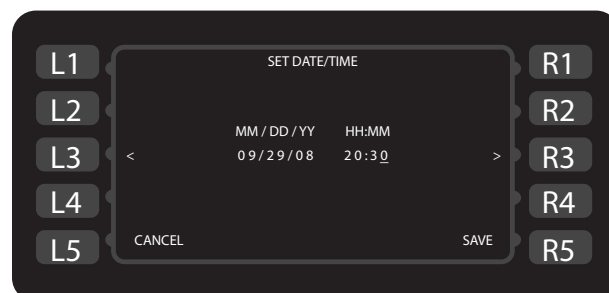 SET DATE/TIME
L1 R1
L2 R2
MM / DD / YY HH:MM
L3 < 09/29/08 20:30 > R3
L4 R4
L5 CANCEL SAVE R5